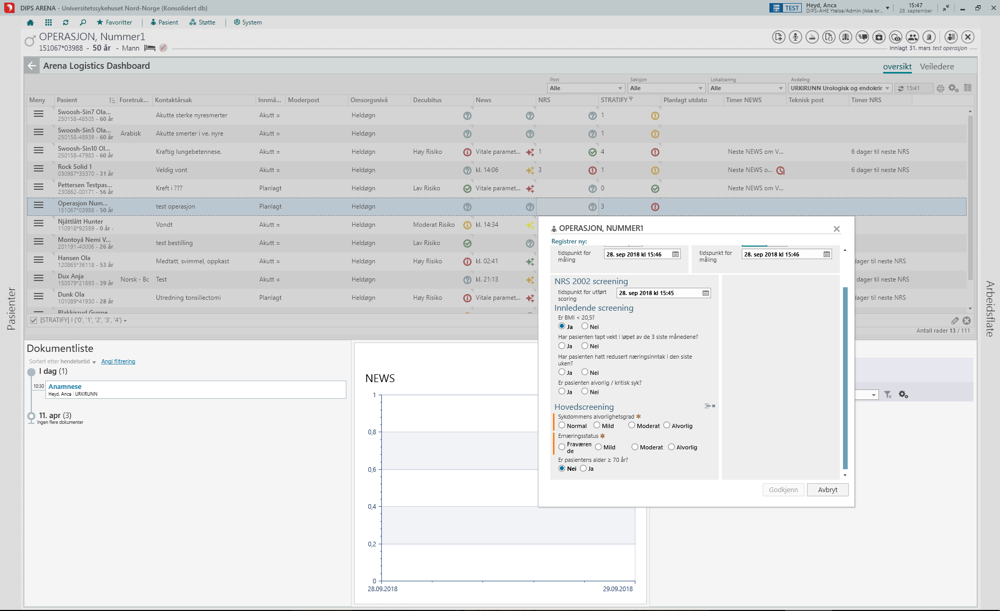 DIPS ARENA - Universitetssykehuset Nord-Norge (Konsolidert db)
TEST
Heyd, Anca
DIPS-AHE Ytelse/Admin (ikke br...
15:47
28. september
Favoritter
Pasient
Støtte
System
OPERASJON, Nummer1
151067*03988 - 50 år - Mann
Innlagt 31. mars test operasjon
Arena Logistics Dashboard
oversikt Veiledere
Post Seksjon Lokalisering Avdeling
Alle Alle Alle URKIRUNN Urologisk og endokrir 15:41
Meny Pasient Foretruk... Kontaktårsak Innmå... Moderpost Omsorgsnivå Decubitus News NRS STRATIFY Planlagt utdato Timer NEWS Teknisk post Timer NRS
Swoosh-Sin7 Ola...
250158-48505 - 60 år
Akutte sterke nyresmerter Akutt = Heldøgn 1
Swoosh-Sin5 Ola...
250158-48939 - 60 år
Arabisk Akutte smerter i ve. nyre Akutt = Heldøgn 1
Swoosh-Sin10 Ol...
250158-47983 - 60 år
Kraftig lungebetennese. Akutt = Heldøgn Høy Risiko Vitale paramet... 1 4 Neste NEWS om V... 6 dager til neste NRS
Rock Solid 1
030987*35370 - 31 år
Veldig vont Akutt = Heldøgn kl. 14:06 3 1 Neste NEWS o... 6 dager til neste NRS
Pettersen Testpas...
230862-00171 - 56 år
Kreft i ??? Planlagt Heldøgn Lav Risiko Vitale paramet... 0 Neste NEWS om V...
Operasjon Num...
151067*03988 - 50 år
test operasjon Planlagt Heldøgn 3
Njåttlått Hunter
110918*92589 - 0 år -
Vondt Akutt = Heldøgn Moderat Risiko kl. 14:34
Montoyâ Nemi V...
201191-40006 - 26 år
test bestilling Akutt = Heldøgn Lav Risiko
Hansen Ola
120865*36118 - 53 år
Medtatt, svimmel, oppkast Akutt = Heldøgn Høy Risiko kl. 02:41 dager til neste NRS
Dux Anja
150579*21893 - 39 år
Norsk - Bc Test Akutt = Heldøgn kl. 21:13 dager til neste NRS
Dunk Ola
101089*41930 - 28 år
Utredning tonsillectomi Planlagt Heldøgn Høy Risiko Vitale paramet... dager til neste NRS
Blakkisrud Gunne
[STRATIFY] I ('0', '1', '2', '3', '4')
Antall rader 13 / 111
Pasienter
Arbeidsflate
OPERASJON, NUMMER1
Registrer ny:
tidspunkt for måling 28. sep 2018 kl 15:46
tidspunkt for måling 28. sep 2018 kl 15:46
NRS 2002 screening
tidspunkt for utført scoring 28. sep 2018 kl 15:45
Innledende screening
Er BMI < 20,5?
Ja Nei
Har pasienten tapt vekt i løpet av de 3 siste månedene?
Ja Nei
Har pasienten hatt redusert næringsinntak i den siste
uken?
Ja Nei
Er pasienten alvorlig / kritisk syk?
Ja Nei
Hovedscreening
Sykdommens alvorlighetsgrad *
Normal Mild Moderat Alvorlig
Ernæringsstatus *
Fraværen
de Mild Moderat Alvorlig
Er pasientens alder ≥ 70 år?
Nei Ja
Godkjenn Avbryt
Dokumentliste
Sortert etter hendelsetid Angi filtrering
I dag (1)
10:30 Anamnese
Heyd, Anca URKIRUNN
11. apr (3)
Ingen flere dokumenter
NEWS
1
0,8
0,6
0,4
0,2
0
28.09.2018 29.09.2018